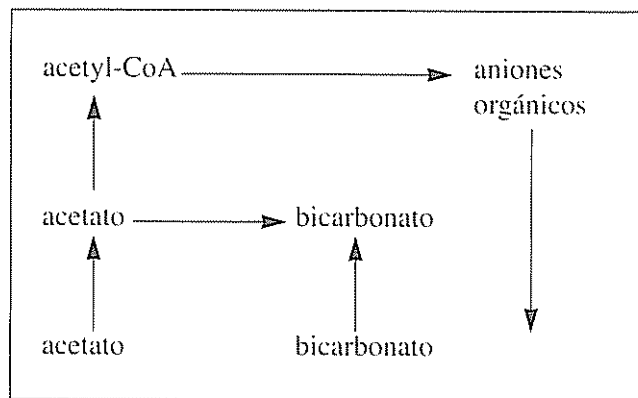 acetyl-CoA aniones
orgánicos
acetato bicarbonato
acetato bicarbonato